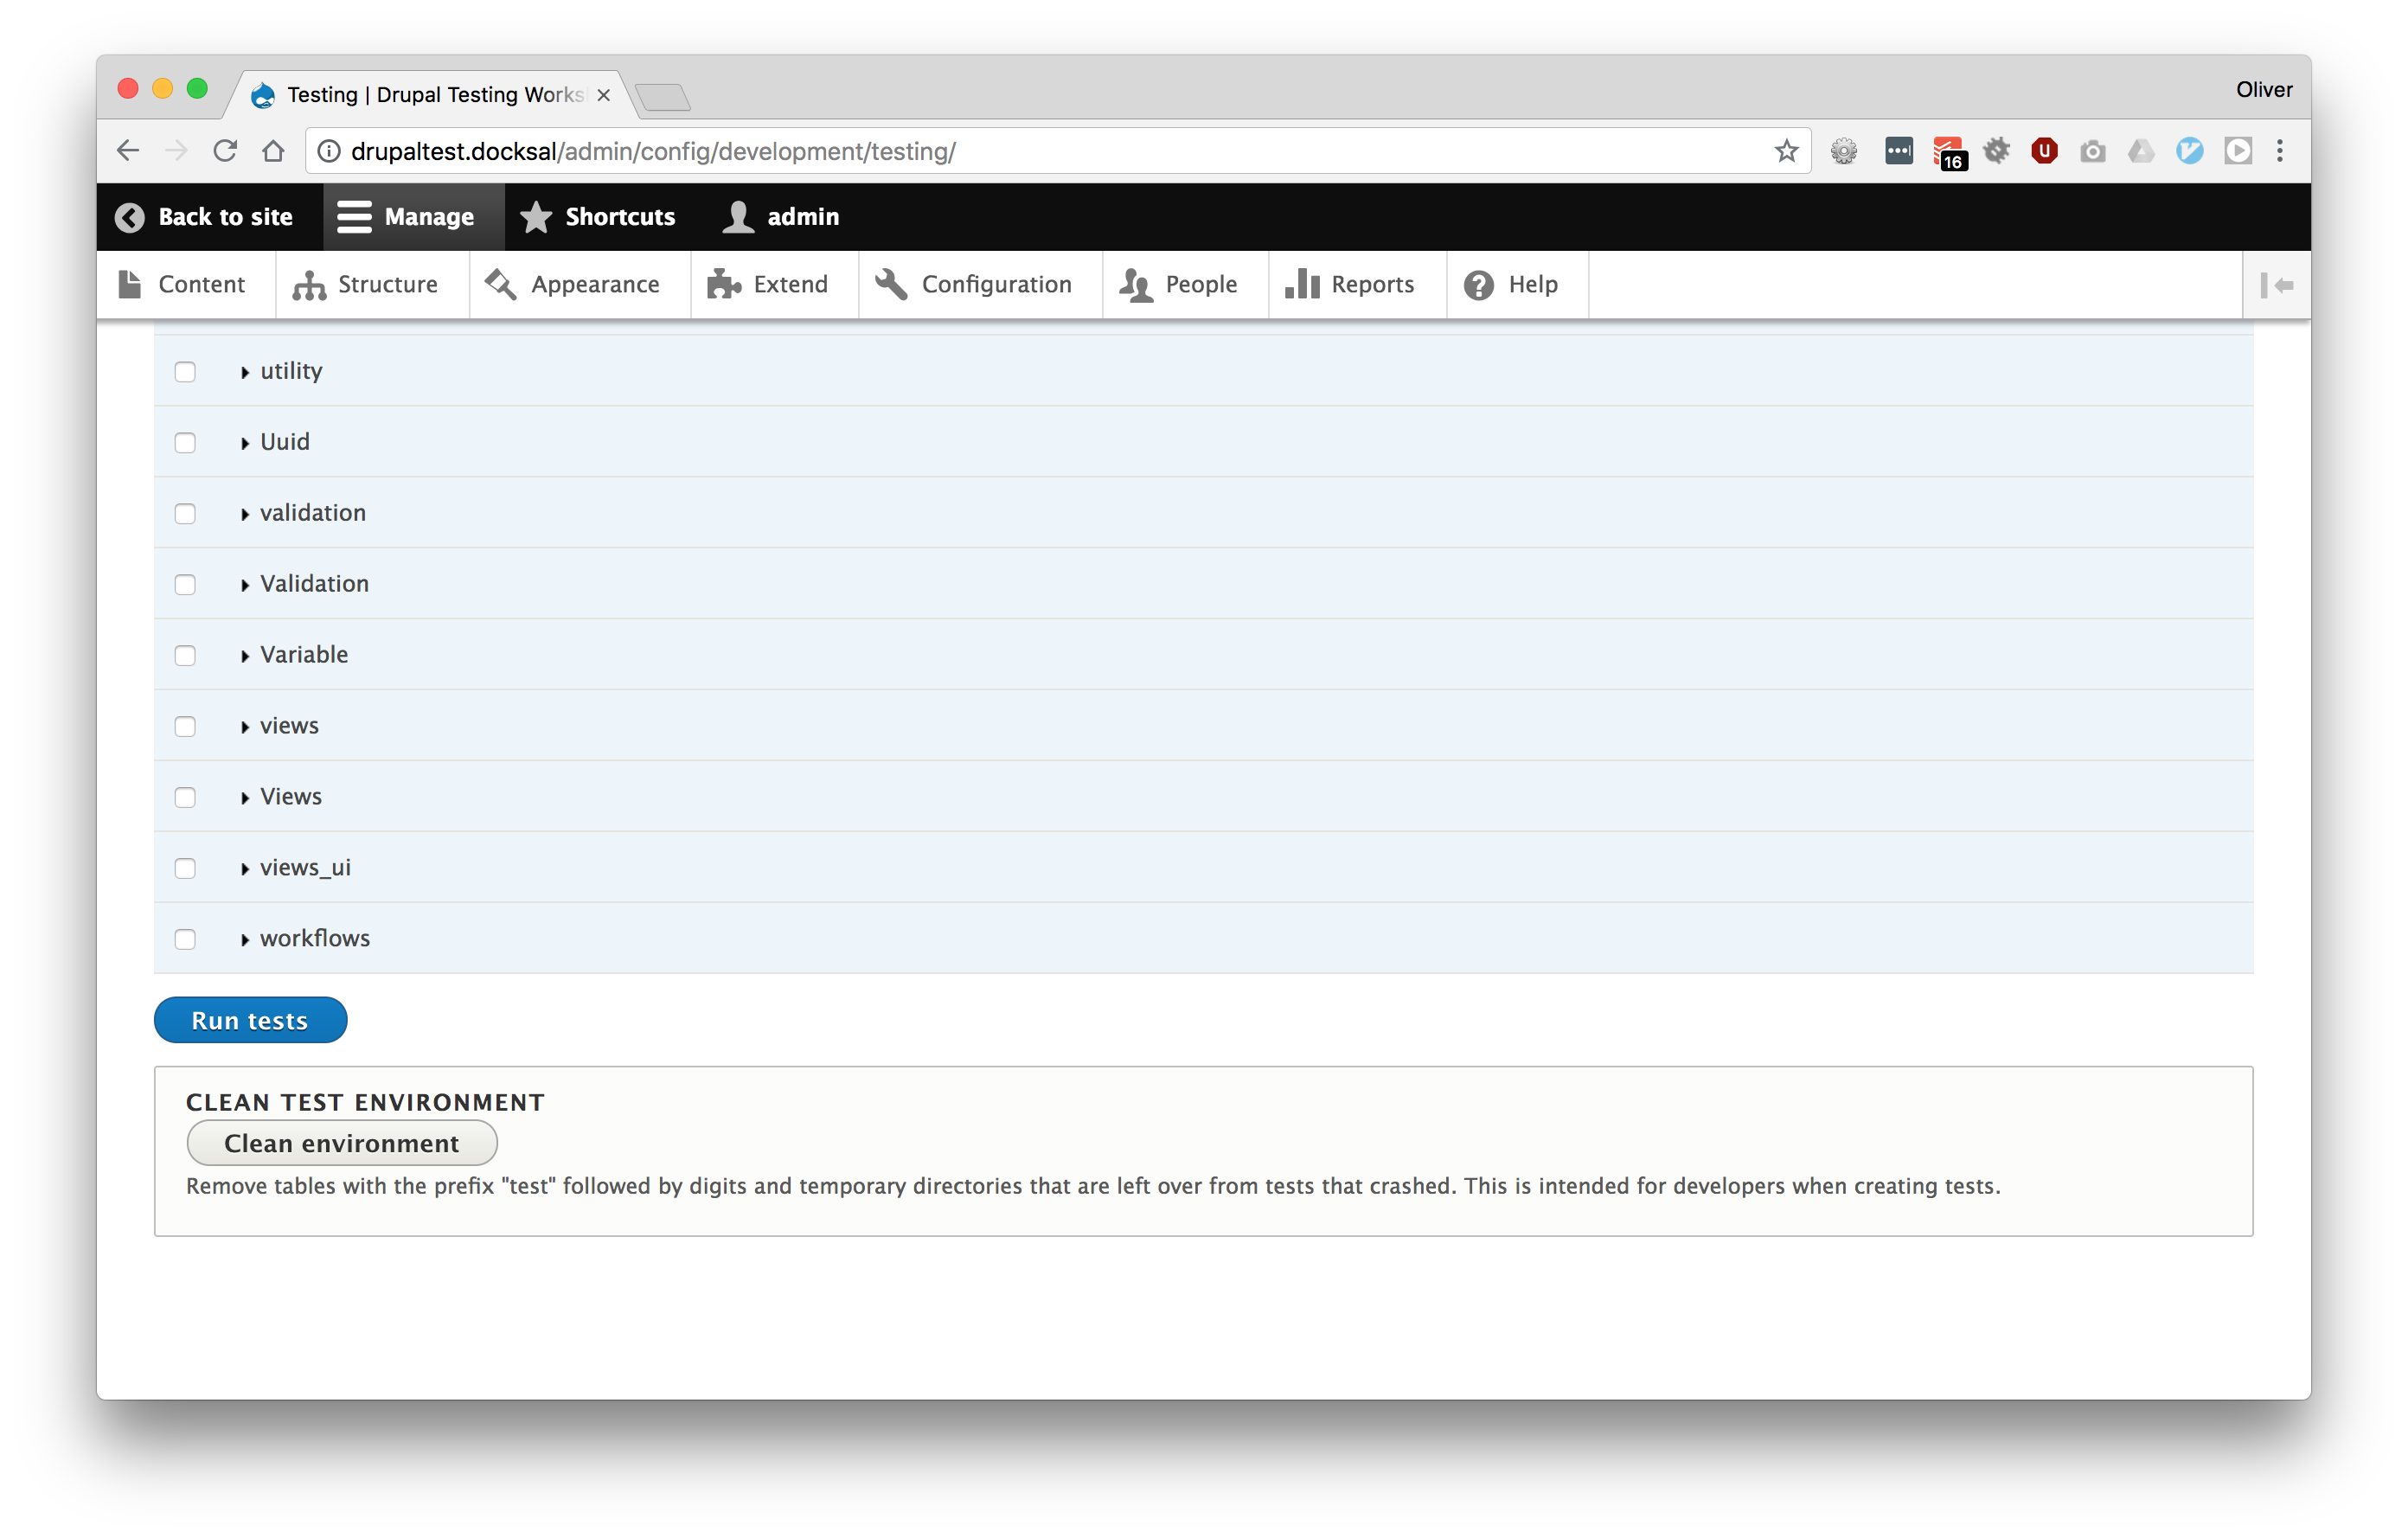 Testing | Drupal Testing Works
Oliver
drupaltest.docksal/admin/config/development/testing/
16
Back to site Manage Shortcuts admin
Content Structure Appearance Extend Configuration People Reports Help
utility
Uuid
validation
Validation
Variable
views
Views
views_ui
workflows
Run tests
CLEAN TEST ENVIRONMENT
Clean environment
Remove tables with the prefix "test" followed by digits and temporary directories that are left over from tests that crashed. This is intended for developers when creating tests.